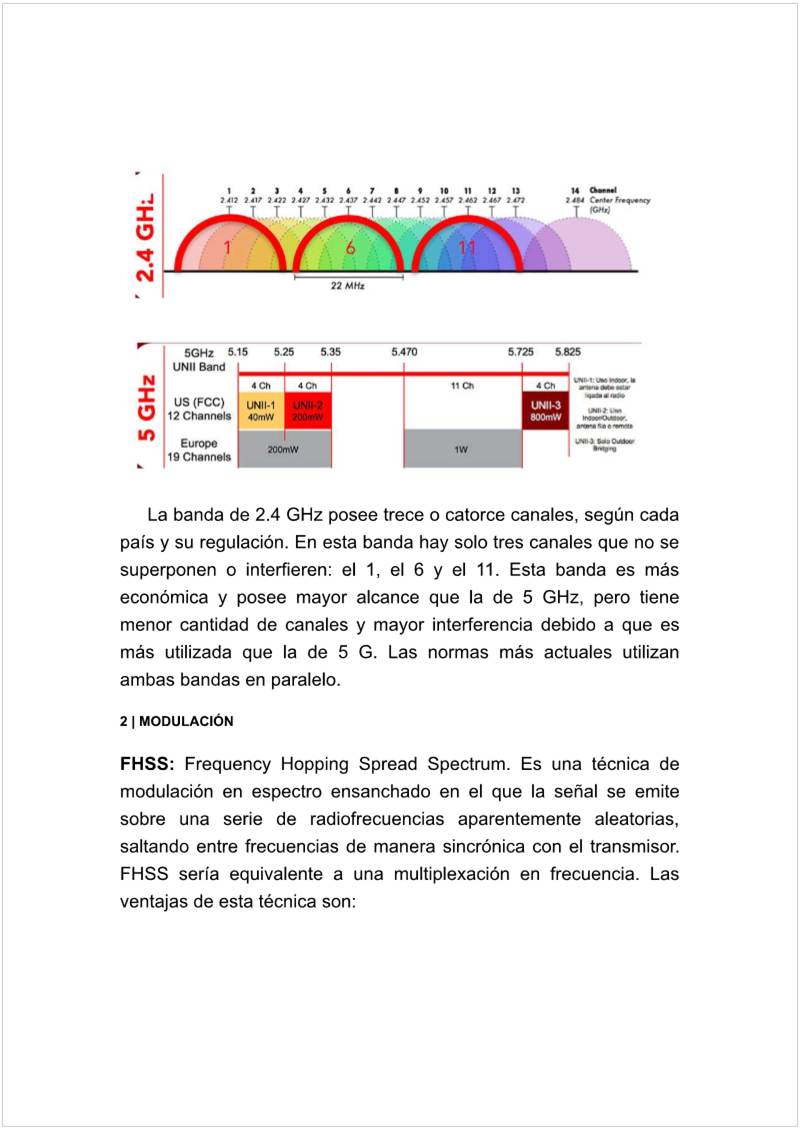 2.4 GHz
1 2 3 4 5 6 7 8 9 10 11 12 13 14 Channel
2.412 2.417 2.422 2.427 2.432 2.437 2.442 2.447 2.452 2.457 2.462 2.467 2.472 2.484 Center Frequency
(GHz)
1 6 11
22 MHz
5 GHz
5GHz 5.15 5.25 5.35 5.470 5.725 5.825
UNII Band
4 Ch 4 Ch 11 Ch 4 Ch
US (FCC)
12 Channels
UNII-1
40mW
UNII-2
200mW
UNII-3
800mW
UNII-1: Uso Indoor, la
antena debe estar
ligada al radio
UNII-2: Uso
Indoor/Outdoor,
antena fija o remota
UNII-3: Solo Outdoor
Bridging
Europe
19 Channels
200mW
1W
La banda de 2.4 GHz posee trece o catorce canales, según cada
país y su regulación. En esta banda hay solo tres canales que no se
superponen o interfieren: el 1, el 6 y el 11. Esta banda es más
económica y posee mayor alcance que la de 5 GHz, pero tiene
menor cantidad de canales y mayor interferencia debido a que es
más utilizada que la de 5 G. Las normas más actuales utilizan
ambas bandas en paralelo.
2 | MODULACIÓN
FHSS: Frequency Hopping Spread Spectrum. Es una técnica de
modulación en espectro ensanchado en el que la señal se emite
sobre una serie de radiofrecuencias aparentemente aleatorias,
saltando entre frecuencias de manera sincrónica con el transmisor.
FHSS sería equivalente a una multiplexación en frecuencia. Las
ventajas de esta técnica son: